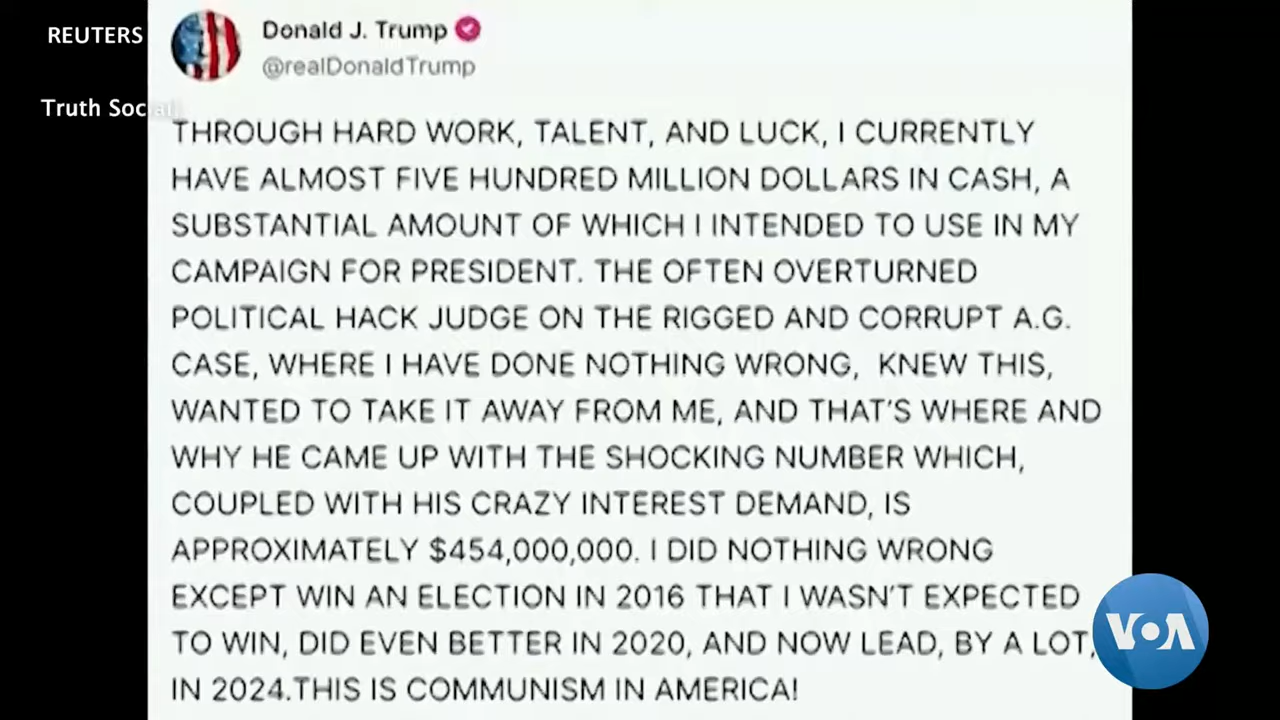 REUTERS
Truth Social
Donald J. Trump
@realDonaldTrump
THROUGH HARD WORK, TALENT, AND LUCK, I CURRENTLY
HAVE ALMOST FIVE HUNDRED MILLION DOLLARS IN CASH, A
SUBSTANTIAL AMOUNT OF WHICH I INTENDED TO USE IN MY
CAMPAIGN FOR PRESIDENT. THE OFTEN OVERTURNED
POLITICAL HACK JUDGE ON THE RIGGED AND CORRUPT A.G.
CASE, WHERE I HAVE DONE NOTHING WRONG,  KNEW THIS,
WANTED TO TAKE IT AWAY FROM ME, AND THAT'S WHERE AND
WHY HE CAME UP WITH THE SHOCKING NUMBER WHICH,
COUPLED WITH HIS CRAZY INTEREST DEMAND, IS
APPROXIMATELY $454,000,000. I DID NOTHING WRONG
EXCEPT WIN AN ELECTION IN 2016 THAT I WASN'T EXPECTED
TO WIN, DID EVEN BETTER IN 2020, AND NOW LEAD, BY A LOT,
IN 2024.THIS IS COMMUNISM IN AMERICA!
VOA